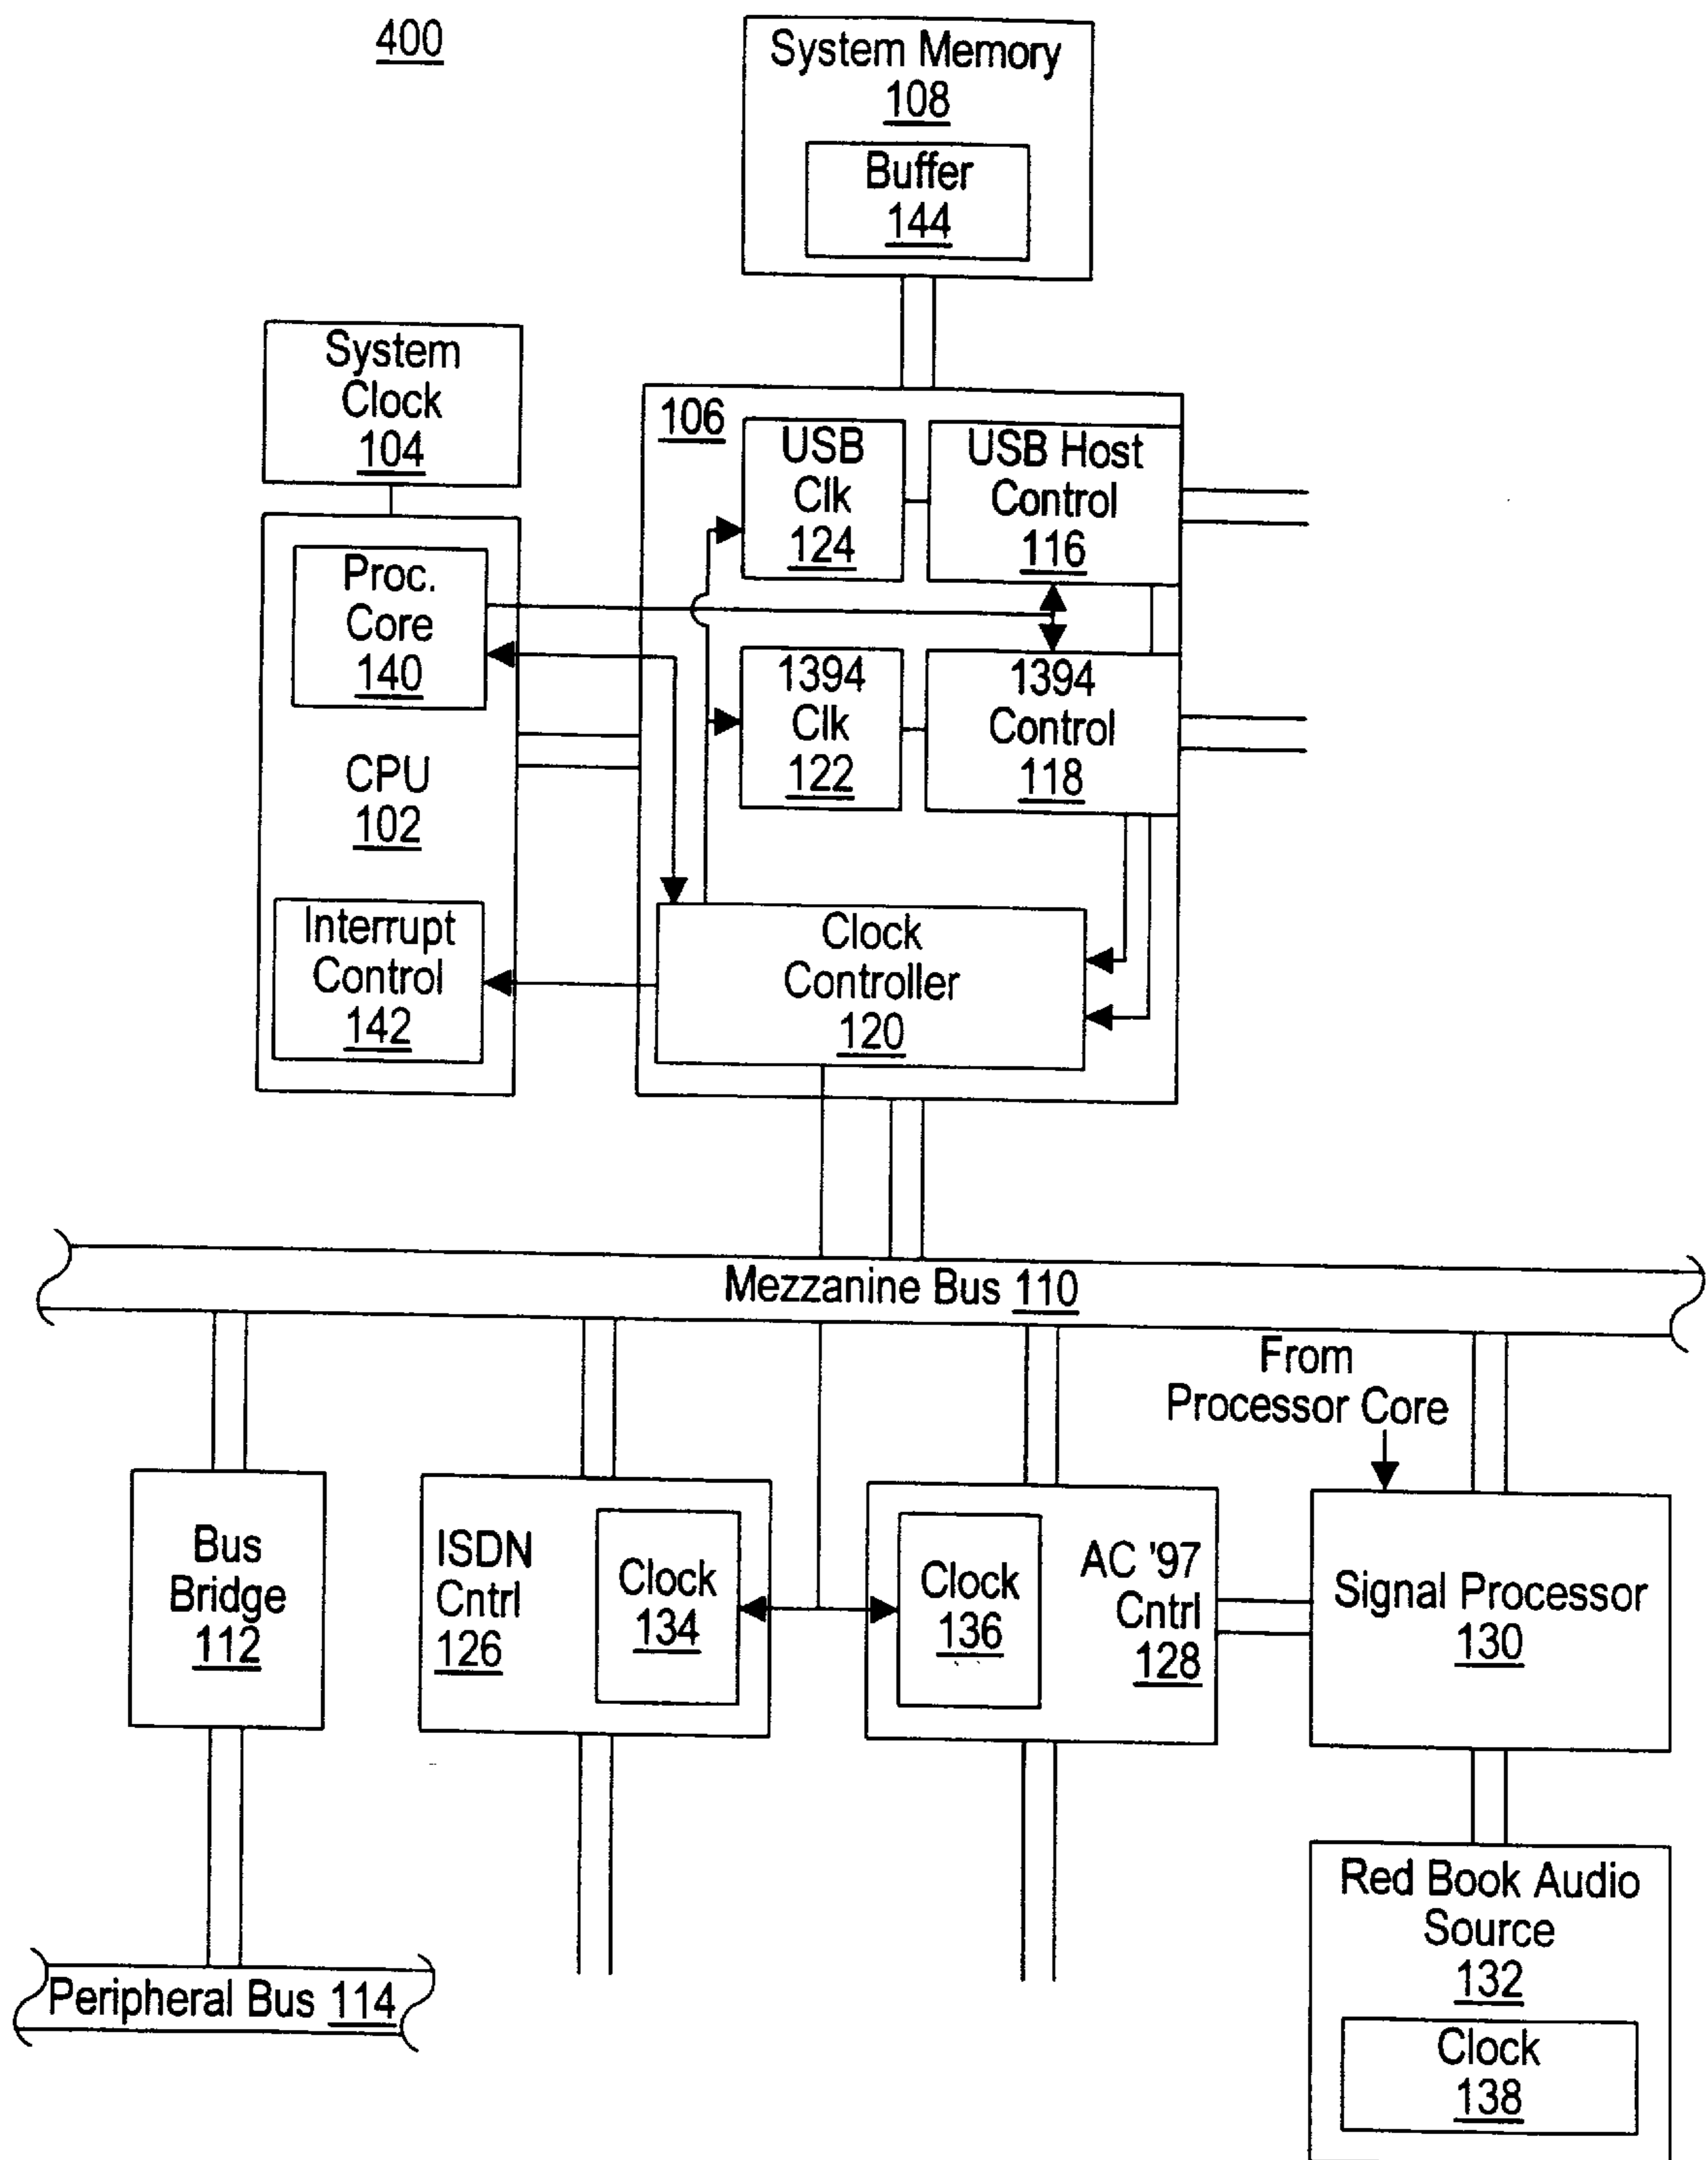 400
System Memory
108
Buffer
144
System
Clock
104
106
USB
Clk
124
USB Host
Control
116
Proc.
Core
140
1394
Clk
122
1394
Control
118
CPU
102
Interrupt
Control
142
Clock
Controller
120
Mezzanine Bus 110
From
Processor Core
Bus
Bridge
112
ISDN
Cntrl
126
Clock
134
Clock
136
AC '97
Cntrl
128
Signal Processor
130
Red Book Audio
Source
132
Peripheral Bus 114
Clock
138